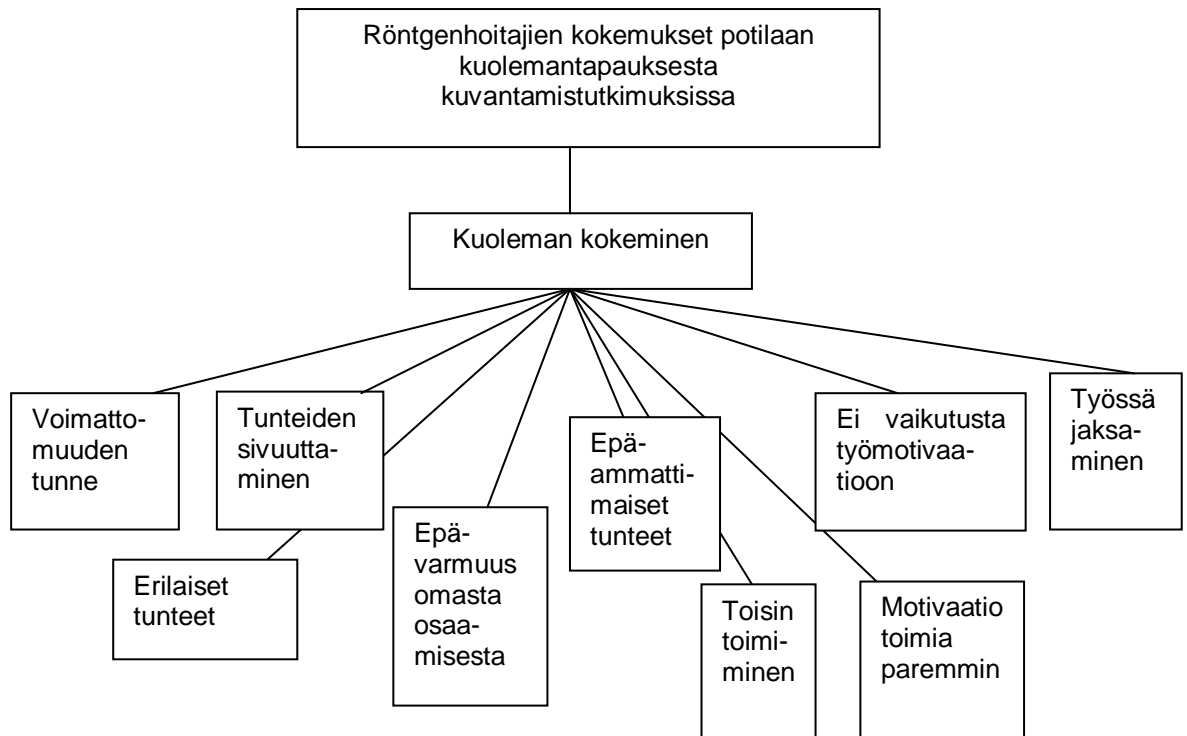 Röntgenhoitajien kokemukset potilaan
kuolemantapauksesta
kuvantamistutkimuksissa
Kuoleman kokeminen
Voimatto-
muuden
tunne
Tunteiden
sivuutta-
minen
Erilaiset
tunteet
Epä-
varmuus
omasta
osaa-
misesta
Epä-
ammatti-
maiset
tunteet
Toisin
toimi-
minen
Ei vaikutusta
työmotivaa-
tioon
Motivaatio
toimia
paremmin
Työssä
jaksa-
minen